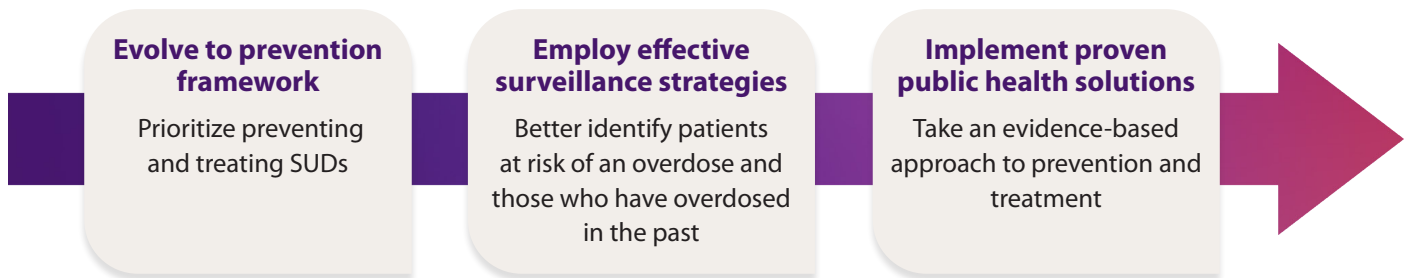 Evolve to prevention
framework
Prioritize preventing
and treating SUDs
Employ effective
surveillance strategies
Better identify patients
at risk of an overdose and
those who have overdosed
in the past
Implement proven
public health solutions
Take an evidence-based
approach to prevention and
treatment